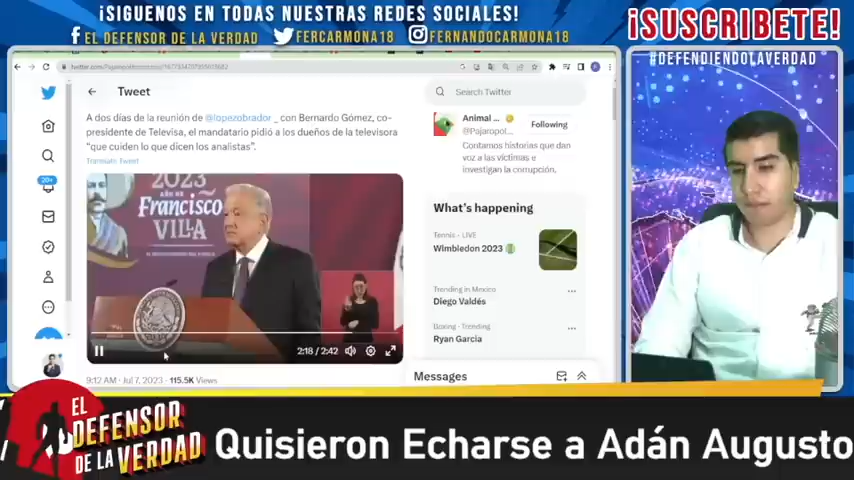 ¡SIGUENOS EN TODAS NUESTRAS REDES SOCIALES!
EL DEFENSOR DE LA VERDAD
FERCARMONA18
FERNANDOCARMONA18
¡SUSCRIBETE!
#DEFENDIENDOLAVERDAD
Tweet
Search Twitter
A dos días de la reunión de @lopezobrador_ con Bernardo Gómez, co-
presidente de Televisa, el mandatario pidió a los dueños de la televisora
“que cuiden lo que dicen los analistas”.
Translate Tweet
Animal ...
@Pajaropol...
Following
Contamos historias que dan
voz a las víctimas e
investigan la corrupción.
20+
2023
AÑO DE
Francisco
VILLA
2:18 / 2:42
What's happening
Tennis · LIVE
Wimbledon 2023
Trending in Mexico
Diego Valdés
Boxing · Trending
Ryan Garcia
Messages
9:12 AM · Jul 7, 2023 · 115.5K Views
EL
DEFENSOR
DE LA VERDAD
Quisieron Echarse a Adán Augusto